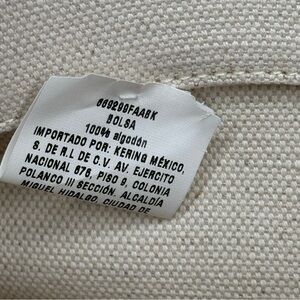 669299FAA6K
BOLSA
100% algodón
IMPORTADO POR: KERING MÉXICO,
S. DE R.L DE C.V. AV. EJERCITO
NACIONAL 676, PISO 9, COLONIA
POLANCO III SECCIÓN, ALCALDÍA
MIGUEL HIDALGO, CIUDAD DE